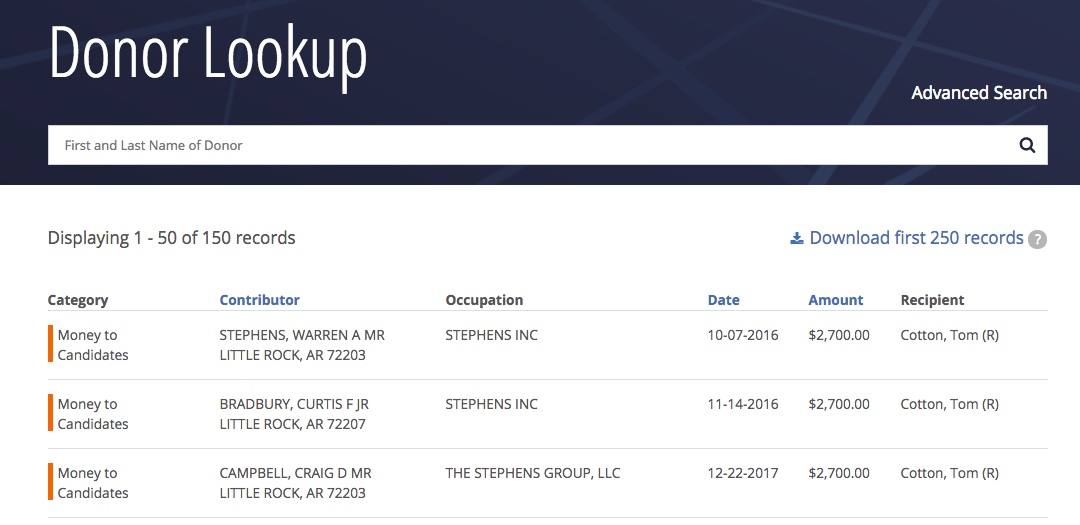 Donor Lookup
Advanced Search
First and Last Name of Donor
Displaying 1 - 50 of 150 records
Download first 250 records ?
Category Contributor Occupation Date Amount Recipient
Money to STEPHENS, WARREN A MR STEPHENS INC 10-07-2016 $2,700.00 Cotton, Tom (R)
Candidates LITTLE ROCK, AR 72203
Money to BRADBURY, CURTIS F JR STEPHENS INC 11-14-2016 $2,700.00 Cotton, Tom (R)
Candidates LITTLE ROCK, AR 72207
Money to CAMPBELL, CRAIG D MR THE STEPHENS GROUP, LLC 12-22-2017 $2,700.00 Cotton, Tom (R)
Candidates LITTLE ROCK, AR 72203